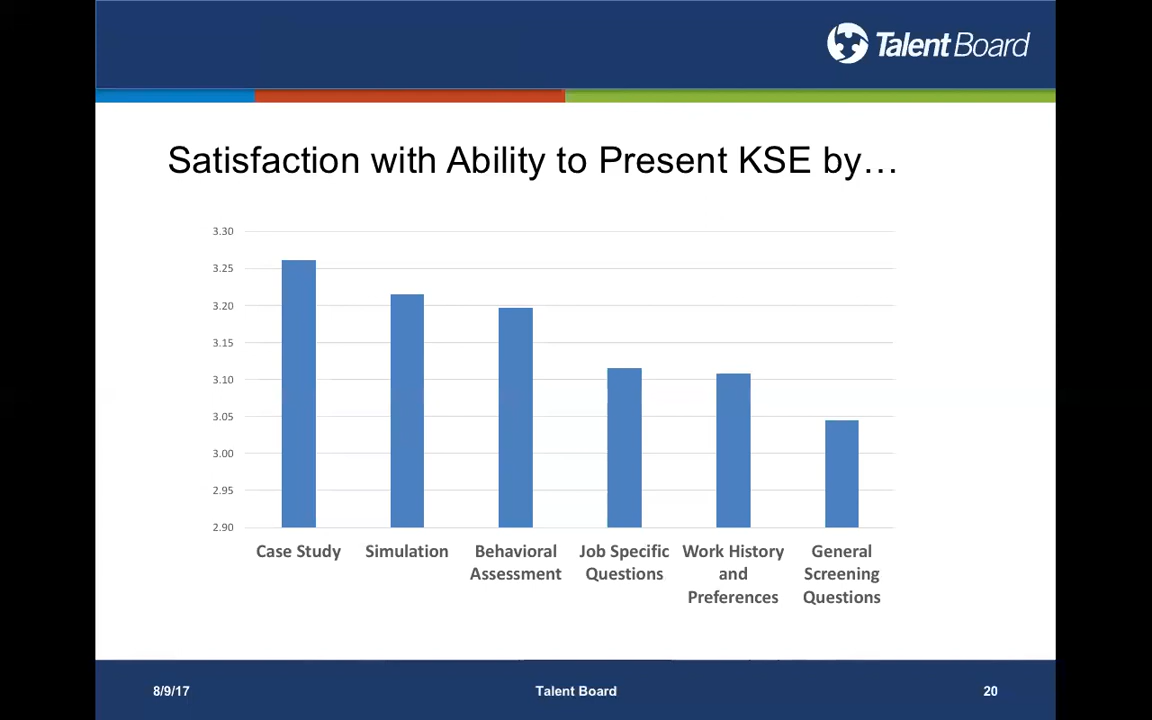 Talent Board
Satisfaction with Ability to Present KSE by…
3.30
3.25
3.20
3.15
3.10
3.05
3.00
2.95
2.90
Case Study
Simulation
Behavioral
Assessment
Job Specific
Questions
Work History
and
Preferences
General
Screening
Questions
8/9/17
Talent Board
20